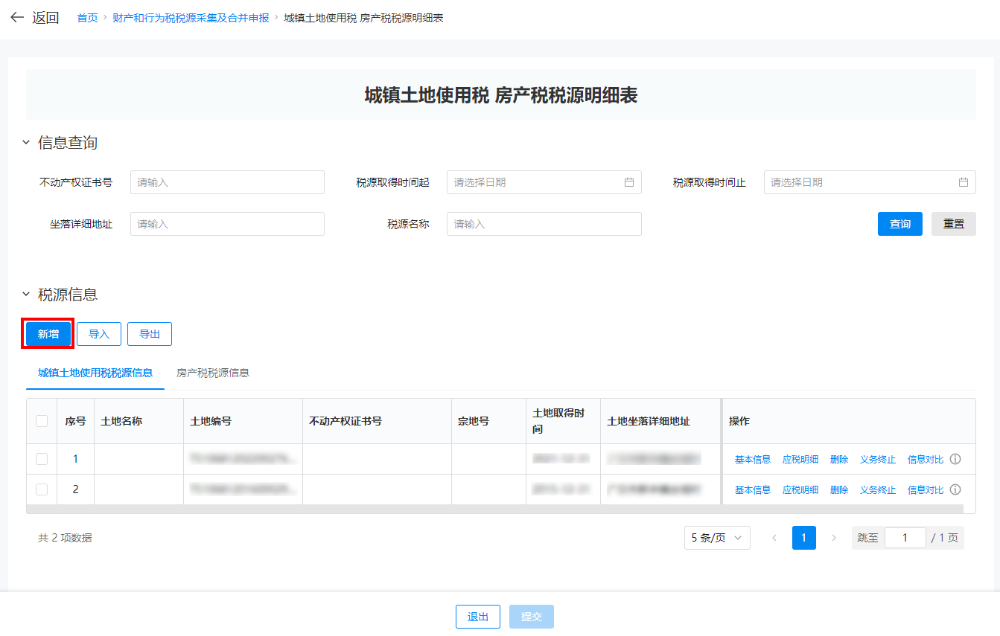 返回 首页 › 财产和行为税税源采集及合并申报 › 城镇土地使用税 房产税税源明细表
城镇土地使用税 房产税税源明细表
信息查询
不动产权证书号 请输入 税源取得时间起 请选择日期 税源取得时间止 请选择日期
坐落详细地址 请输入 税源名称 请输入 查询 重置
税源信息
新增 导入 导出
城镇土地使用税税源信息 房产税税源信息
序号 土地名称 土地编号 不动产权证书号 宗地号 土地取得时间 土地坐落详细地址 操作
1 基本信息 应税明细 删除 义务终止 信息对比
2 基本信息 应税明细 删除 义务终止 信息对比
共 2 项数据 5 条/页 1 跳至 1 / 1 页
退出 提交